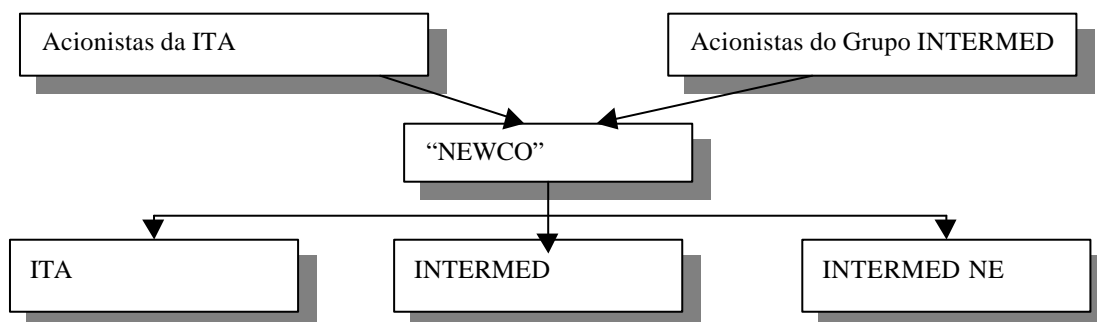 Acionistas da ITA
Acionistas do Grupo INTERMED
“NEWCO”
ITA
INTERMED
INTERMED NE